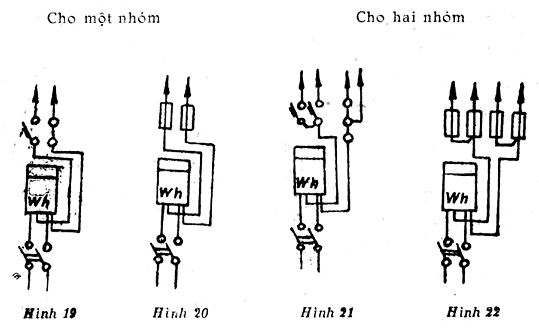 Cho một nhóm
Cho hai nhóm
Wh
Wh
Wh
Wh
Hình 19
Hình 20
Hình 21
Hình 22